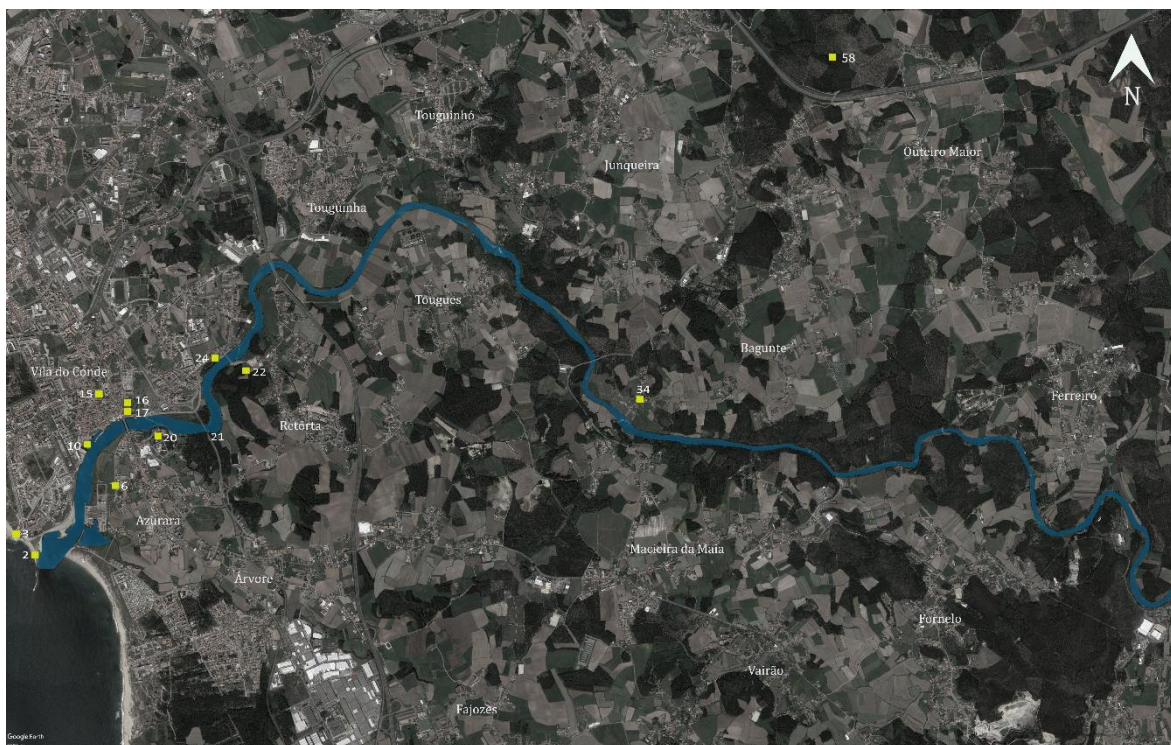 58
N
Touguinhó
Outeiro Maior
Junqueira
Touguinha
Tougues
Bagunte
24
22
Vila do Conde
15
34
Ferreiró
16
17
Retorta
21
20
10
6
Azurara
3
2
Macieira da Maia
Árvore
Fornelo
Vairão
Fajozes
Google Earth